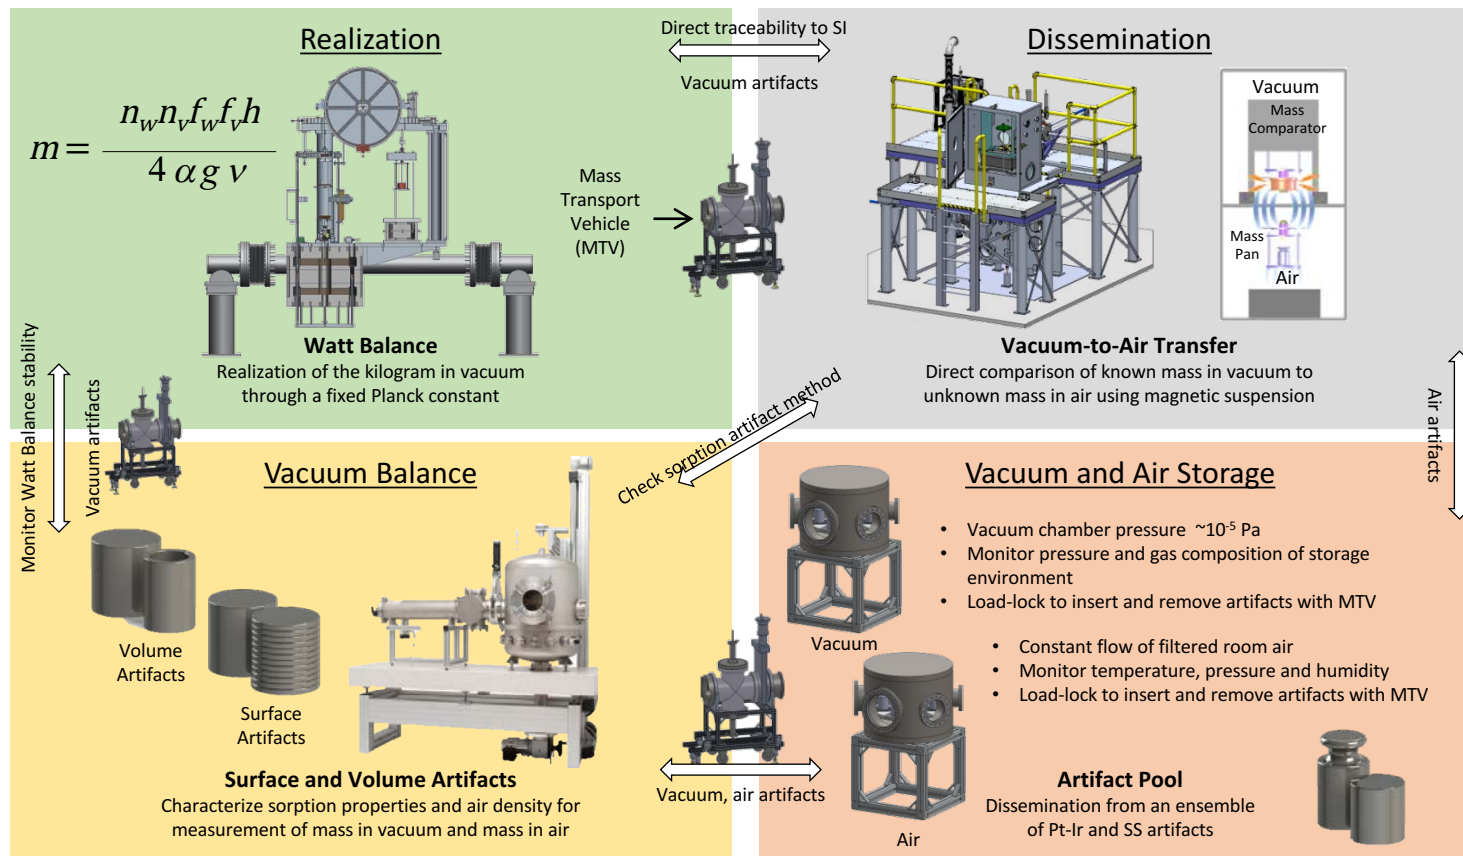 Realization
m = n_w n_v f_w f_v h
4 α g ν
Watt Balance
Realization of the kilogram in vacuum
through a fixed Planck constant
Direct traceability to SI
Vacuum artifacts
Mass
Transport
Vehicle
(MTV)
Dissemination
Vacuum
Mass
Comparator
Mass
Pan
Air
Vacuum-to-Air Transfer
Direct comparison of known mass in vacuum to
unknown mass in air using magnetic suspension
Monitor Watt Balance stability
Vacuum artifacts
Check sorption artifact method
Air artifacts
Vacuum Balance
Volume
Artifacts
Surface
Artifacts
Surface and Volume Artifacts
Characterize sorption properties and air density for
measurement of mass in vacuum and mass in air
Vacuum, air artifacts
Vacuum and Air Storage
• Vacuum chamber pressure ~10⁻⁵ Pa
• Monitor pressure and gas composition of storage
environment
• Load-lock to insert and remove artifacts with MTV
Vacuum
• Constant flow of filtered room air
• Monitor temperature, pressure and humidity
• Load-lock to insert and remove artifacts with MTV
Air
Artifact Pool
Dissemination from an ensemble
of Pt-Ir and SS artifacts